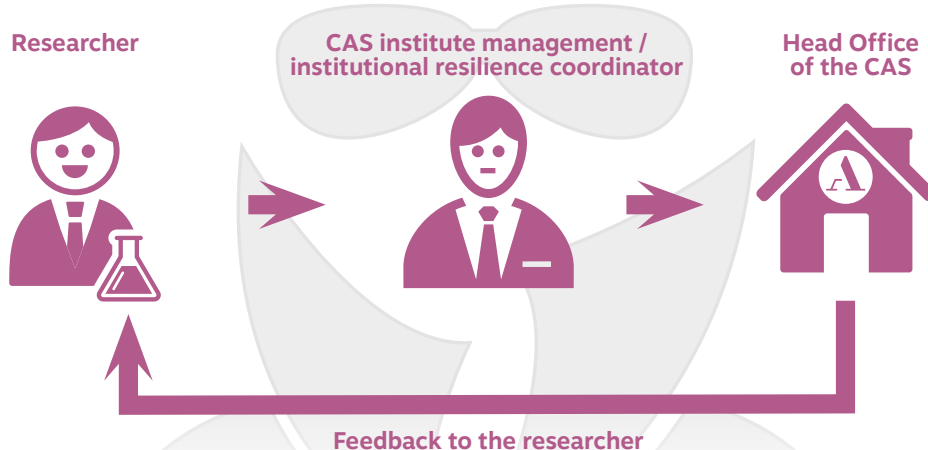 Researcher
CAS institute management /
institutional resilience coordinator
Head Office
of the CAS
Feedback to the researcher